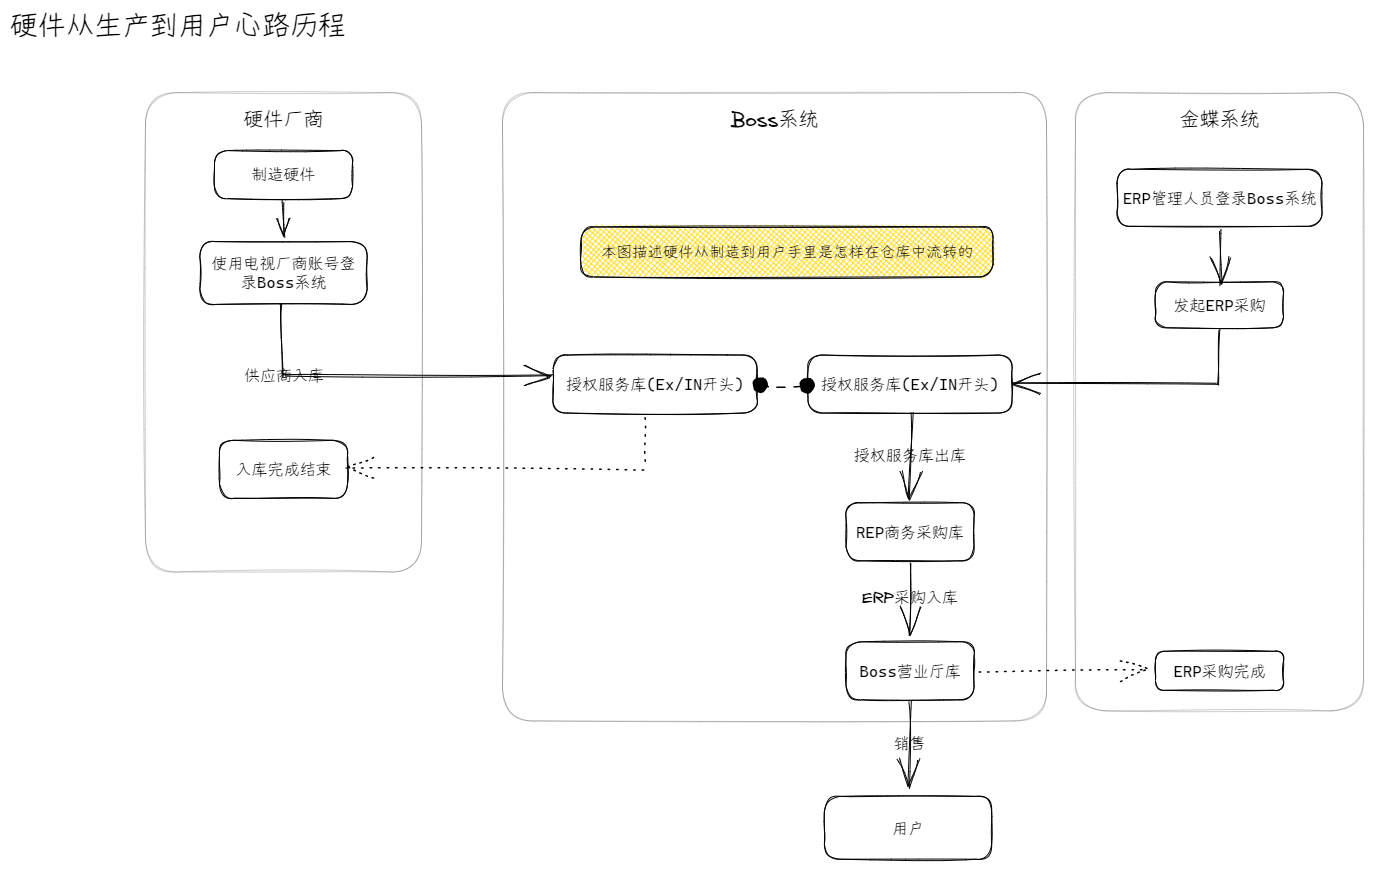 硬件从生产到用户心路历程
硬件厂商
制造硬件
使用电视厂商账号登
录Boss系统
供应商入库
入库完成结束
Boss系统
本图描述硬件从制造到用户手里是怎样在仓库中流转的
授权服务库(Ex/IN开头)
授权服务库(Ex/IN开头)
授权服务库出库
REP商务采购库
ERP采购入库
Boss营业厅库
销售
用户
金蝶系统
ERP管理人员登录Boss系统
发起ERP采购
ERP采购完成